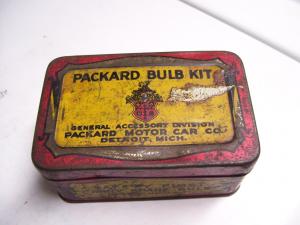 PACKARD BULB KIT
GENERAL ACCESSORY DIVISION
PACKARD MOTOR CAR CO.
DETROIT, MICH.